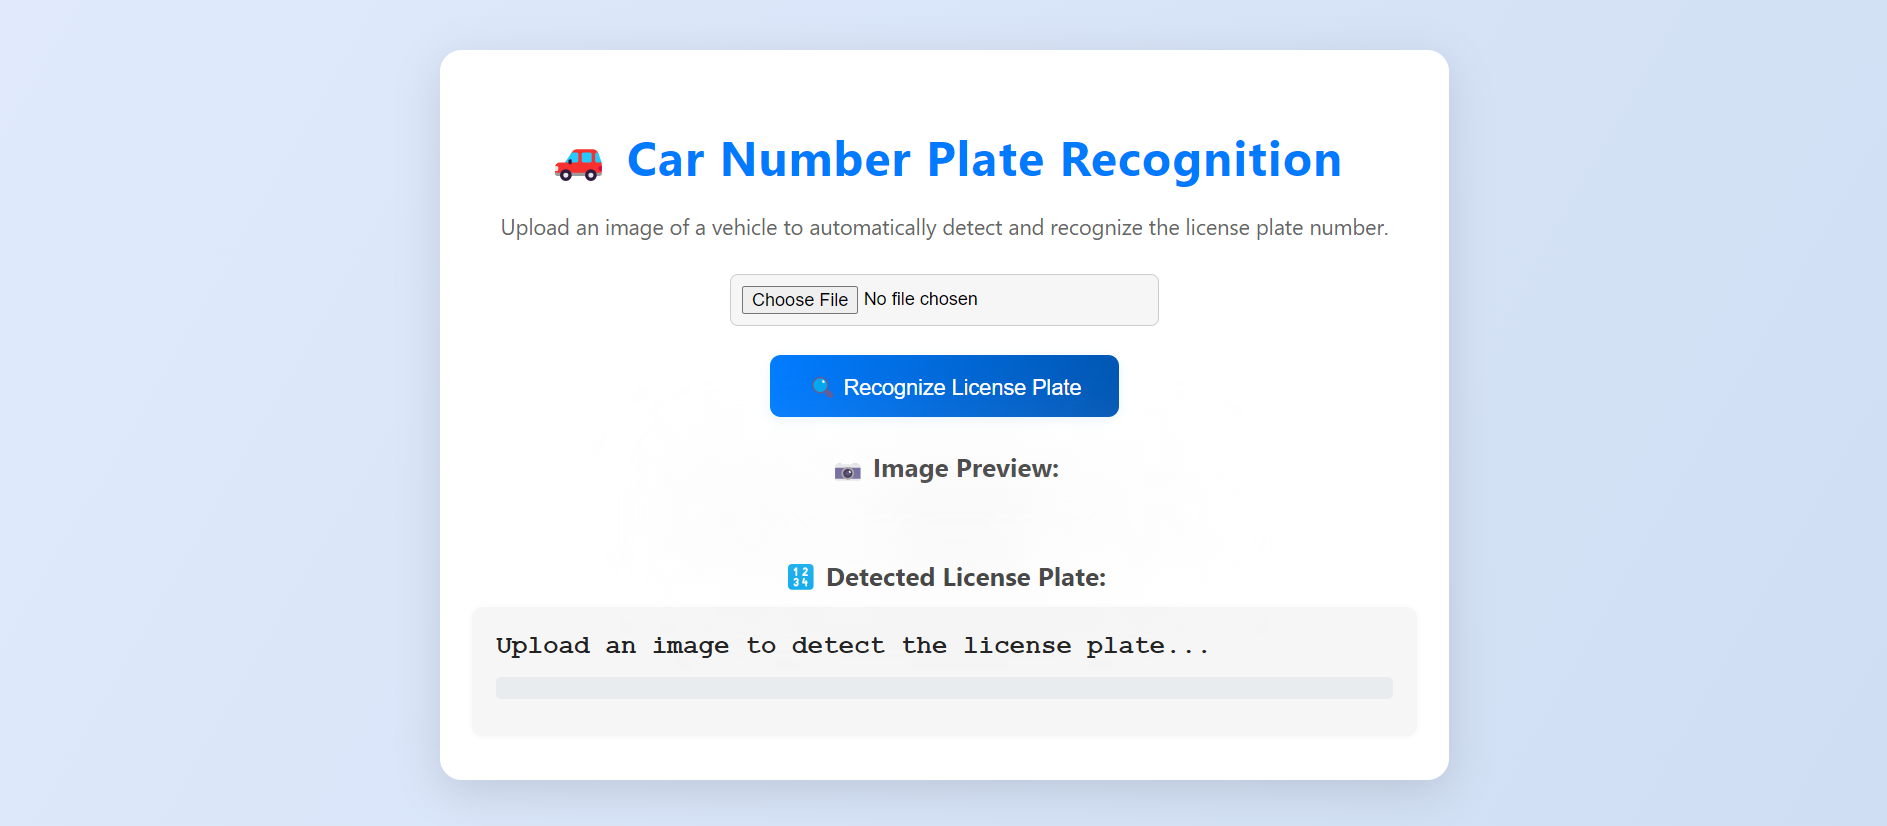 Car Number Plate Recognition
Upload an image of a vehicle to automatically detect and recognize the license plate number.
Choose File No file chosen
Recognize License Plate
Image Preview:
Detected License Plate:
Upload an image to detect the license plate...